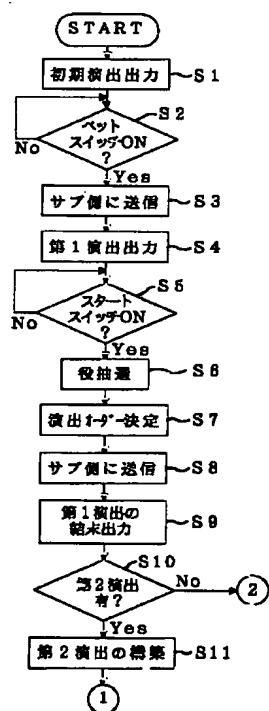 START
初期演出出力
S1
S2
ベット
スイッチON
?
No
Yes
サブ側に送信
S3
第1演出出力
S4
S5
スタート
スイッチON
?
No
Yes
役抽選
S6
演出オーダー決定
S7
サブ側に送信
S8
第1演出の
結末出力
S9
S10
第2演出
有?
No
2
Yes
第2演出の構築
S11
1